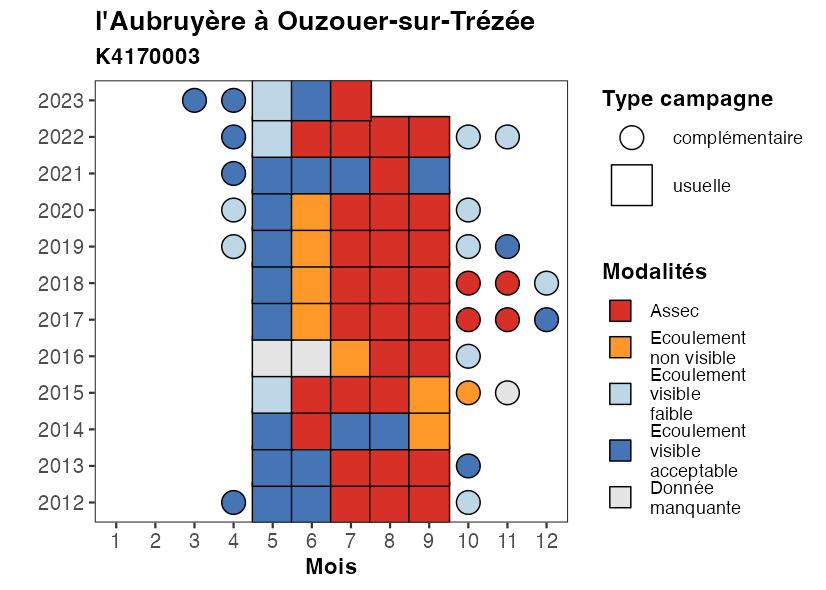 l'Aubruyère à Ouzouer-sur-Trézée
K4170003
2023
2022
2021
2020
2019
2018
2017
2016
2015
2014
2013
2012
1 2 3 4 5 6 7 8 9 10 11 12
Mois
Type campagne
complémentaire
usuelle
Modalités
Assec
Ecoulement
non visible
Ecoulement
visible
faible
Ecoulement
visible
acceptable
Donnée
manquante